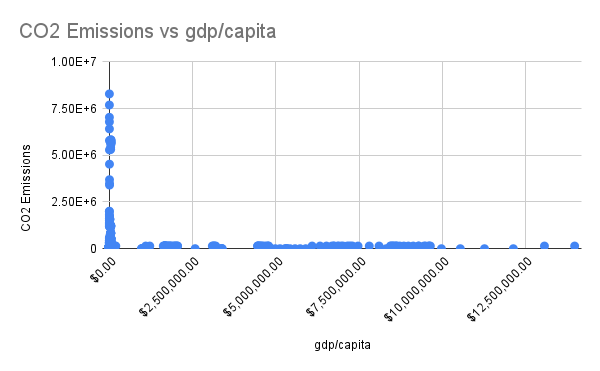 CO2 Emissions vs gdp/capita
1.00E+7
7.50E+6
5.00E+6
2.50E+6
0
CO2 Emissions
$0.00
$2,500,000.00
$5,000,000.00
$7,500,000.00
$10,000,000.00
$12,500,000.00
gdp/capita